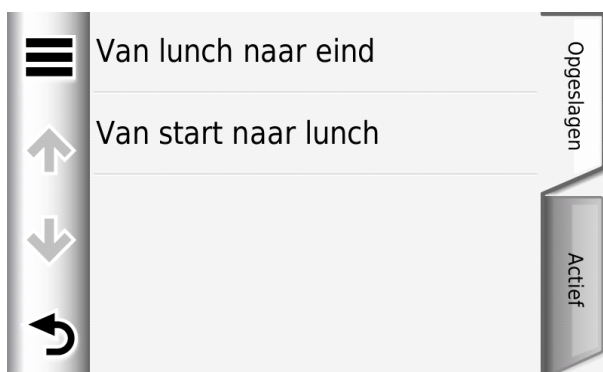 Van lunch naar eind
Van start naar lunch
Opgeslagen
Actief